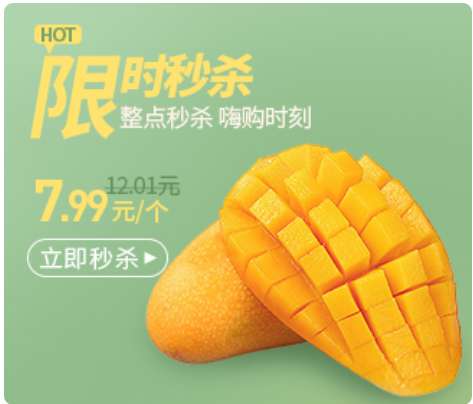 HOT
限时秒杀
整点秒杀 嗨购时刻
12.01元
7.99元/个
立即秒杀▶